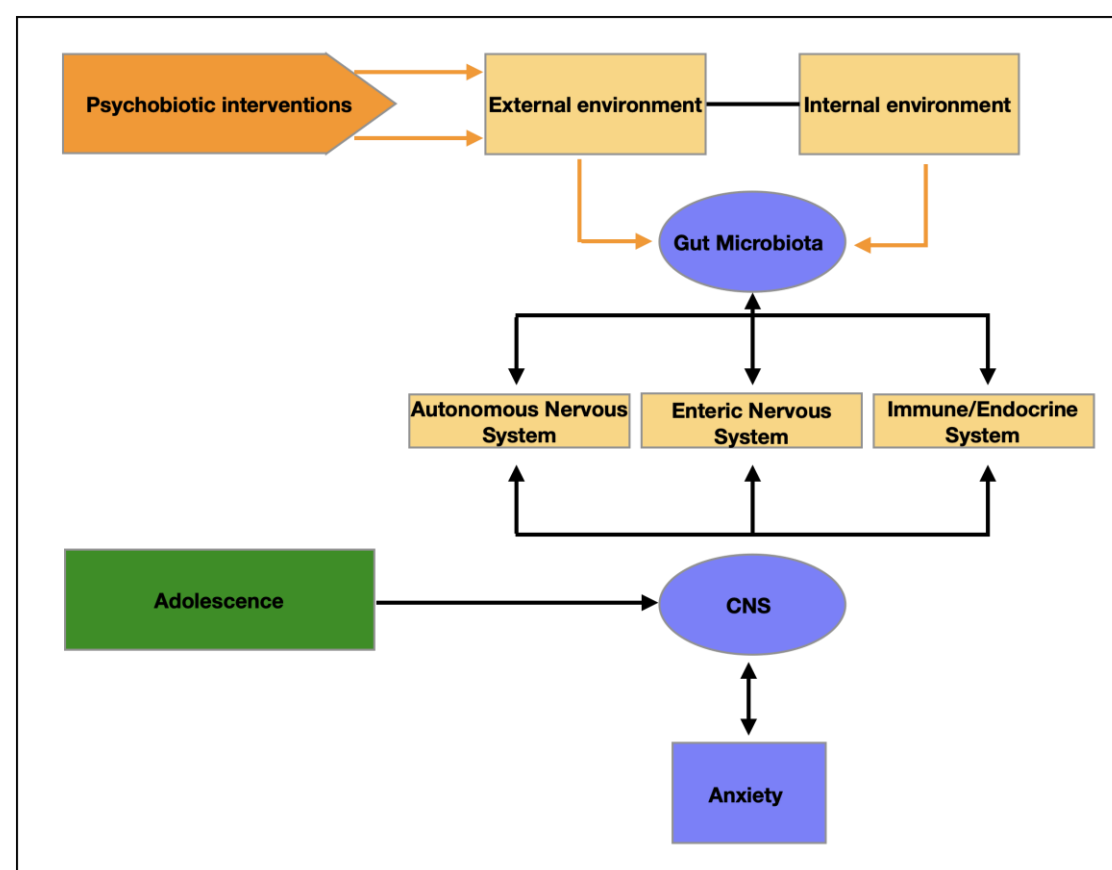 Psychobiotic interventions
External environment
Internal environment
Gut Microbiota
Autonomous Nervous
System
Enteric Nervous
System
Immune/Endocrine
System
Adolescence
CNS
Anxiety